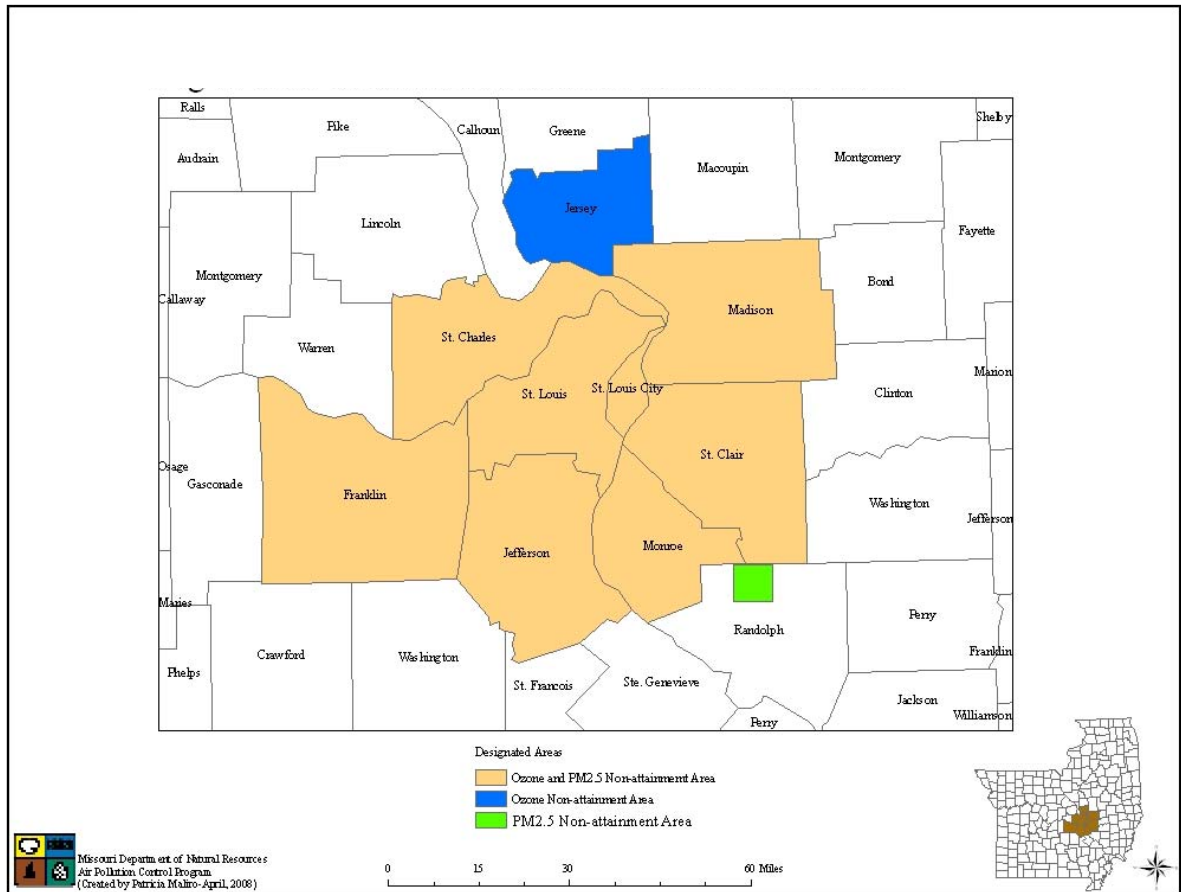 Ralls
Pike
Calhoun
Greene
Shelby
Audrain
Macoupin
Montgomery
Jersey
Lincoln
Fayette
Montgomery
Bond
Callaway
Madison
St. Charles
Warren
Marion
St. Louis
St. Louis City
Clinton
St. Clair
Osage
Gasconade
Franklin
Washington
Jefferson
Jefferson
Monroe
Maries
Perry
Randolph
Crawford
Washington
Franklin
Phelps
St. Francois
Ste. Genevieve
Jackson
Williamson
Perry
Designated Areas
Ozone and PM2.5 Non-attainment Area
Ozone Non-attainment Area
PM2.5 Non-attainment Area
Missouri Department of Natural Resources
Air Pollution Control Program
(Created by Patricia Maliro-April, 2008)
0 15 30 60 Miles